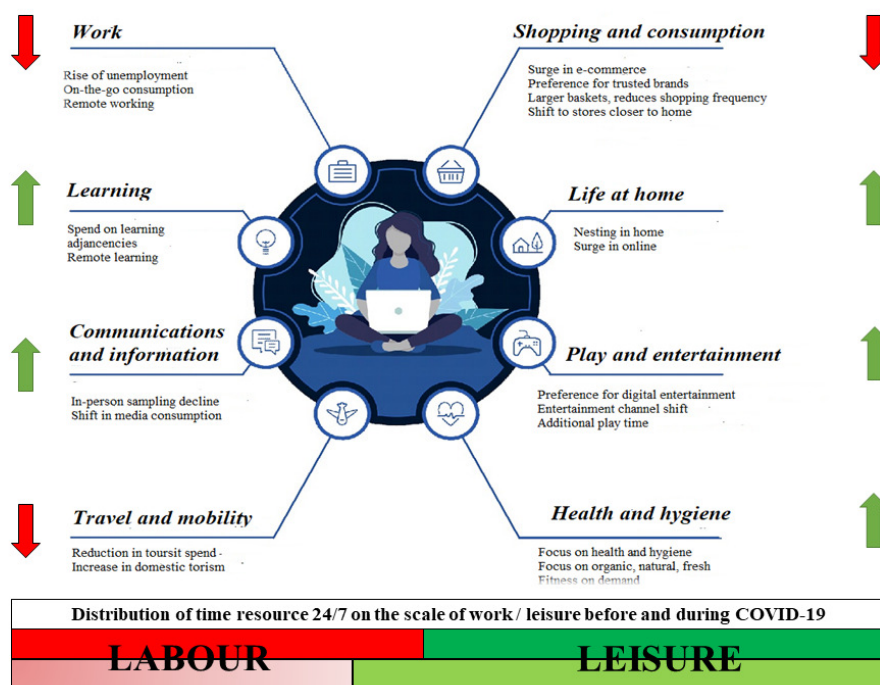 Work
Rise of unemployment
On-the-go consumption
Remote working
Shopping and consumption
Surge in e-commerce
Preference for trusted brands
Larger baskets, reduces shopping frequency
Shift to stores closer to home
Learning
Spend on learning
adjancencies
Remote learning
Life at home
Nesting in home
Surge in online
Communications
and information
In-person sampling decline
Shift in media consumption
Play and entertainment
Preference for digital entertainment
Entertainment channel shift
Additional play time
Travel and mobility
Reduction in toursit spend -
Increase in domestic torism
Health and hygiene
Focus on health and hygiene
Focus on organic, natural, fresh
Fitness on demand
Distribution of time resource 24/7 on the scale of work / leisure before and during COVID-19
LABOUR
LEISURE